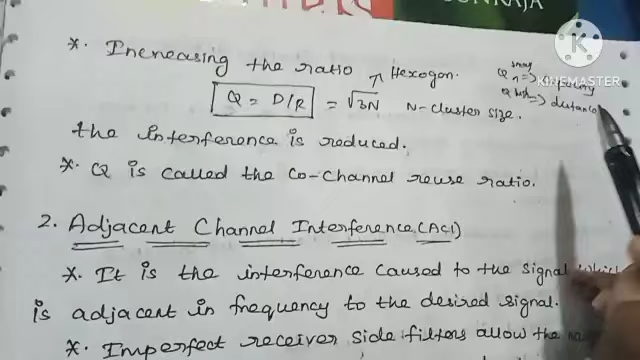 NRAJA
KINEMASTER
*. Increasing the ratio ↗ Hexagon.
Q small ⇒
Q high ⇒ distance
Q = D/R = √3N N-cluster size.
the interference is reduced.
*. Q is called the Co-channel reuse ratio.
2. Adjacent Channel Interference (ACI)
*. It is the interference caused to the signal which
is adjacent in frequency to the desired signal.
*. Imperfect receiver side filters allow the